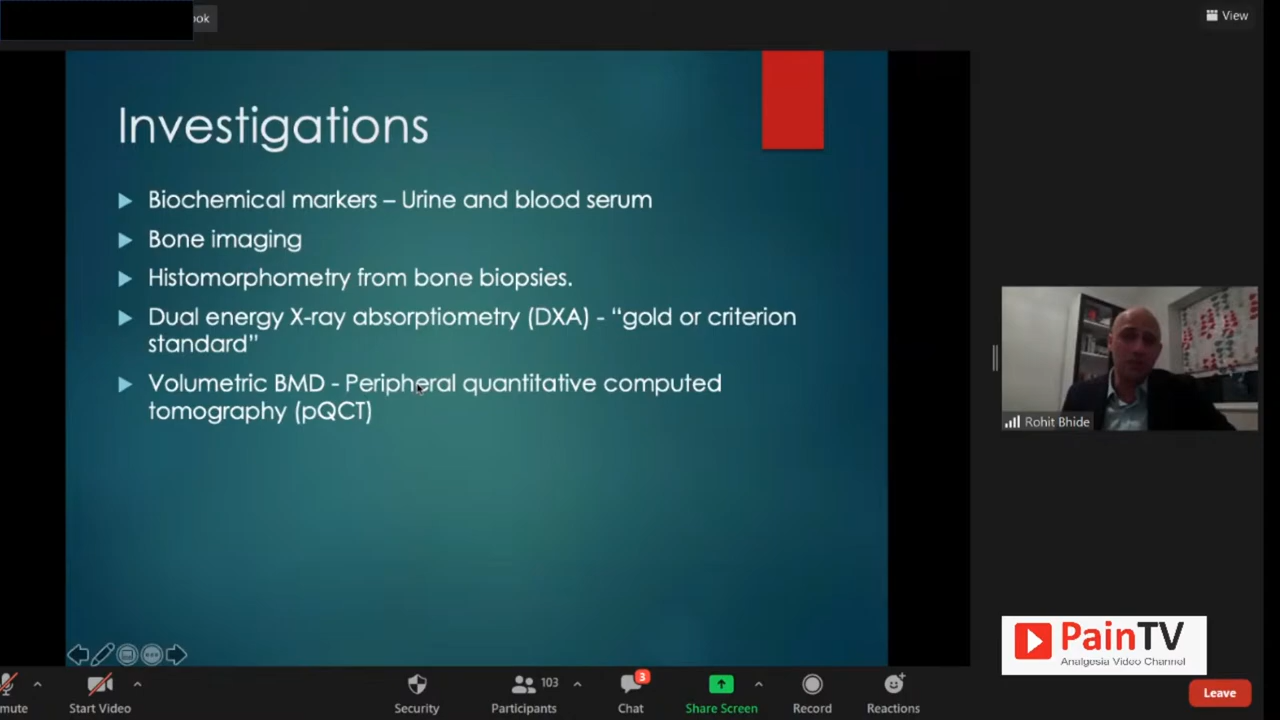 ok
View
Investigations
Biochemical markers – Urine and blood serum
Bone imaging
Histomorphometry from bone biopsies.
Dual energy X-ray absorptiometry (DXA) - “gold or criterion
standard”
Volumetric BMD - Peripheral quantitative computed
tomography (pQCT)
Rohit Bhide
PainTV
Analgesia Video Channel
103
3
mute
Start Video
Security
Participants
Chat
Share Screen
Record
Reactions
Leave